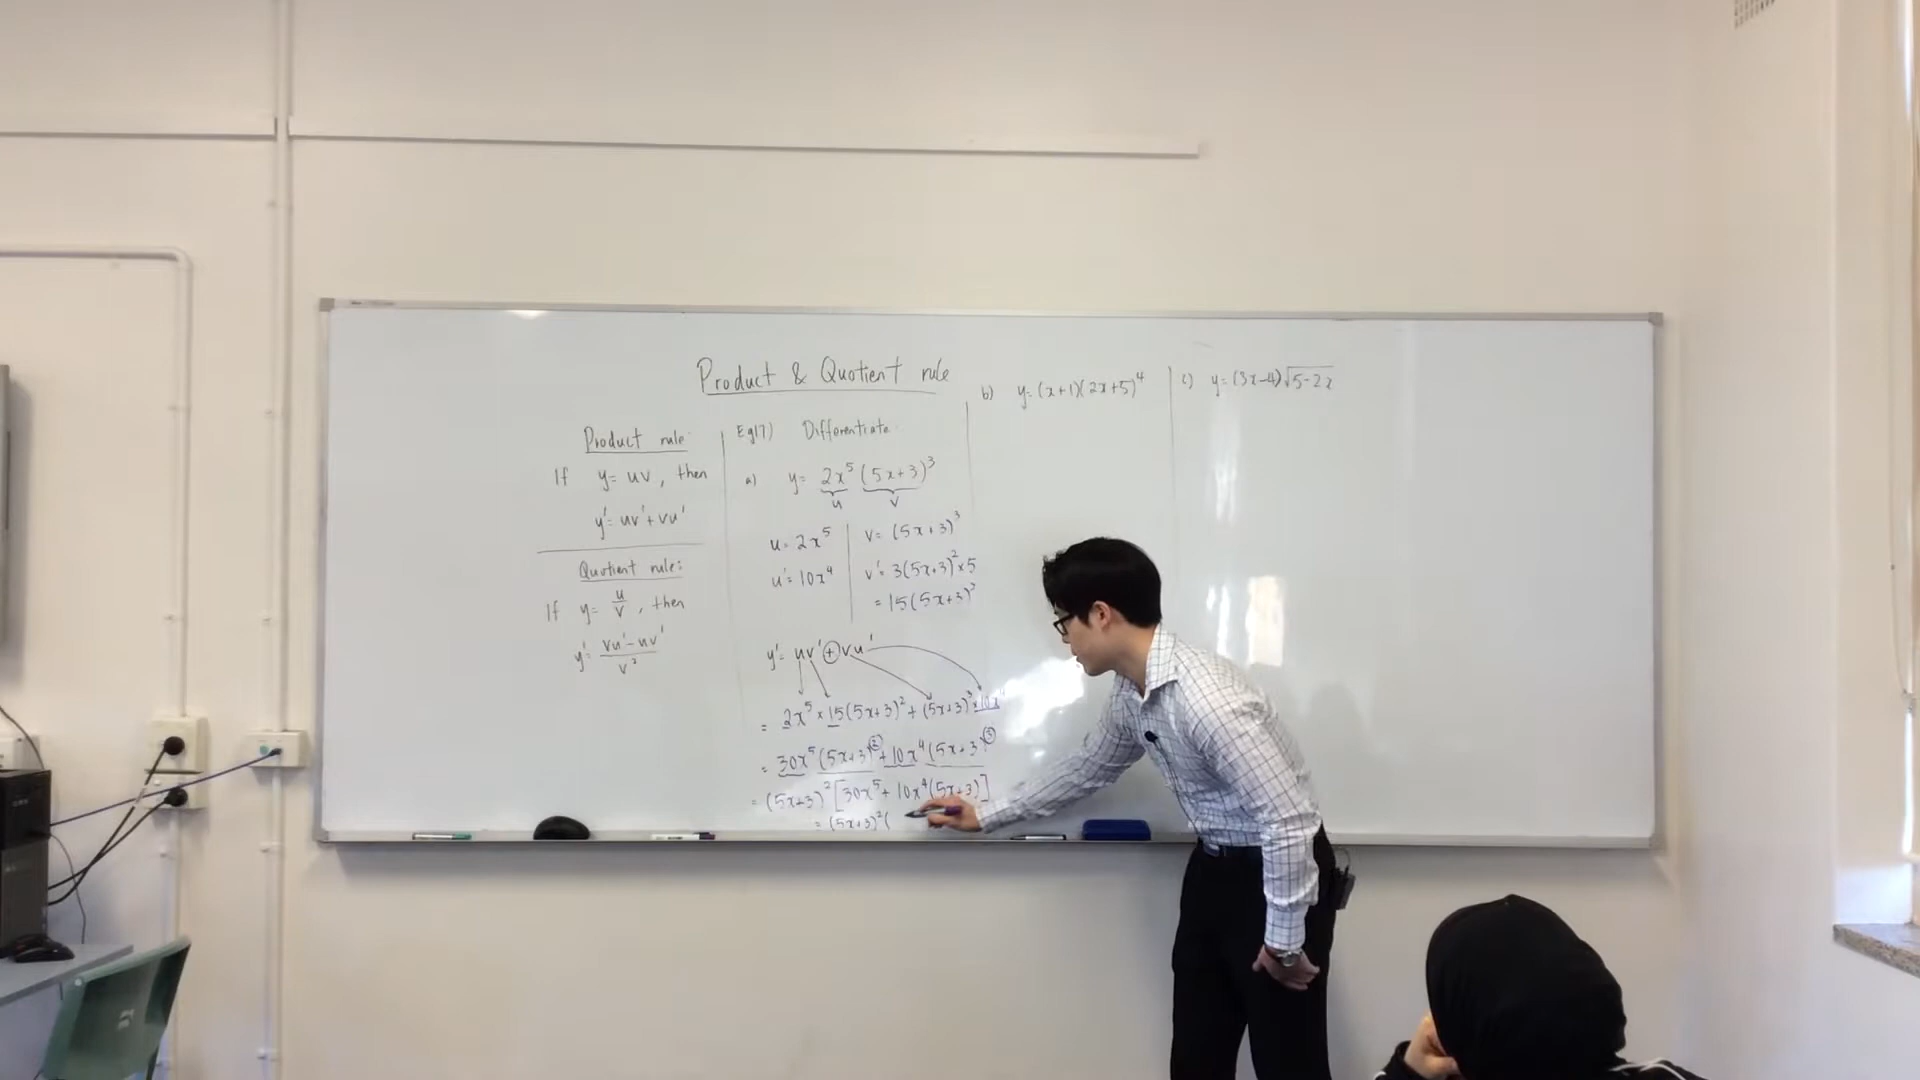 Product & Quotient rule
Product rule:
If y = uv, then
y' = uv' + vu'
Quotient rule:
If y = u/v, then
y' = (vu' - uv')/v²
Eg17) Differentiate
a) y = 2x⁵(5x+3)³
u v
u = 2x⁵
u' = 10x⁴
v = (5x+3)³
v' = 3(5x+3)² × 5
= 15(5x+3)²
y' = uv' + vu'
= 2x⁵ × 15(5x+3)² + (5x+3)³ × 10x⁴
= 30x⁵(5x+3)² + 10x⁴(5x+3)³
= (5x+3)²[30x⁵ + 10x⁴(5x+3)]
= (5x+3)²(
b) y = (x+1)(2x+5)⁴
c) y = (3x-4)√(5-2x)